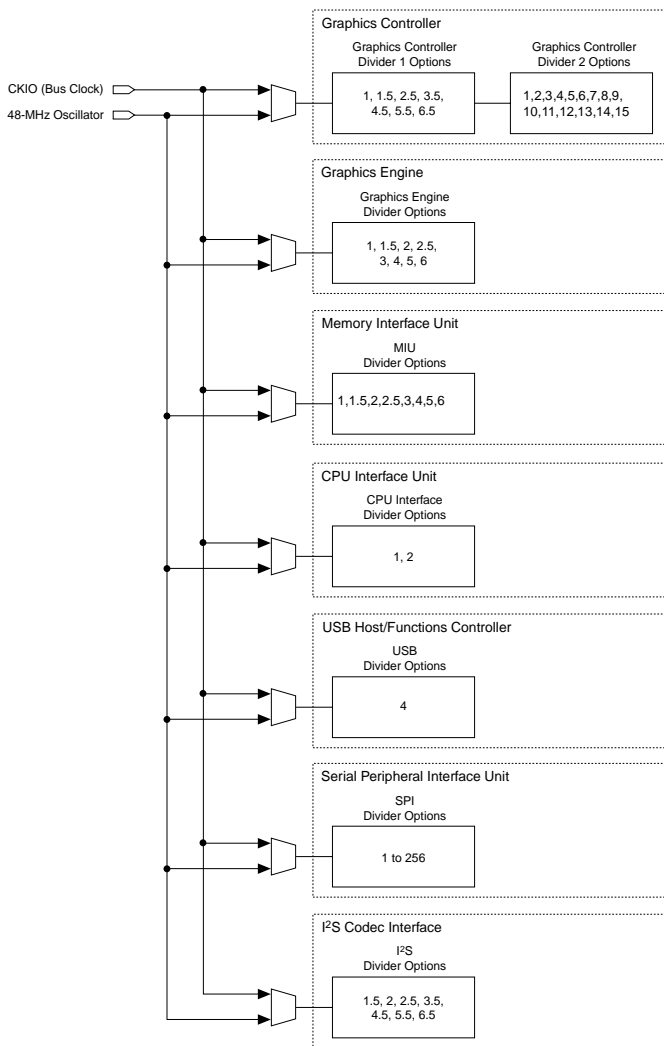 Graphics Controller
Graphics Controller
Divider 1 Options
Graphics Controller
Divider 2 Options
CKIO (Bus Clock)
48-MHz Oscillator
1, 1.5, 2.5, 3.5,
4.5, 5.5, 6.5
1,2,3,4,5,6,7,8,9,
10,11,12,13,14,15
Graphics Engine
Graphics Engine
Divider Options
1, 1.5, 2, 2.5,
3, 4, 5, 6
Memory Interface Unit
MIU
Divider Options
1,1.5,2,2.5,3,4,5,6
CPU Interface Unit
CPU Interface
Divider Options
1, 2
USB Host/Functions Controller
USB
Divider Options
4
Serial Peripheral Interface Unit
SPI
Divider Options
1 to 256
I²S Codec Interface
I²S
Divider Options
1.5, 2, 2.5, 3.5,
4.5, 5.5, 6.5